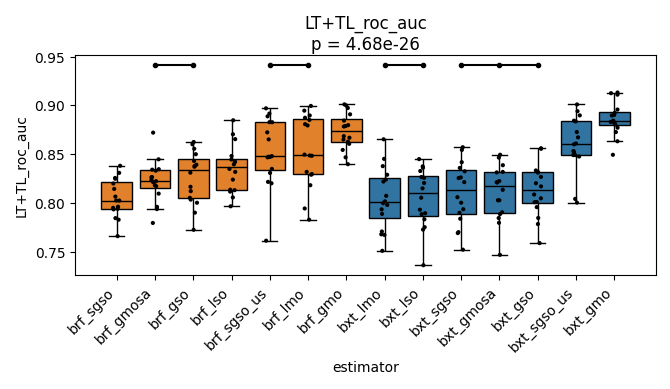 LT+TL_roc_auc
p = 4.68e-26
0.95
0.90
0.85
0.80
0.75
LT+TL_roc_auc
brf_sgso
brf_gmosa
brf_gso
brf_lso
brf_sgso_us
brf_lmo
brf_gmo
bxt_lmo
bxt_lso
bxt_sgso
bxt_gmosa
bxt_gso
bxt_sgso_us
bxt_gmo
estimator